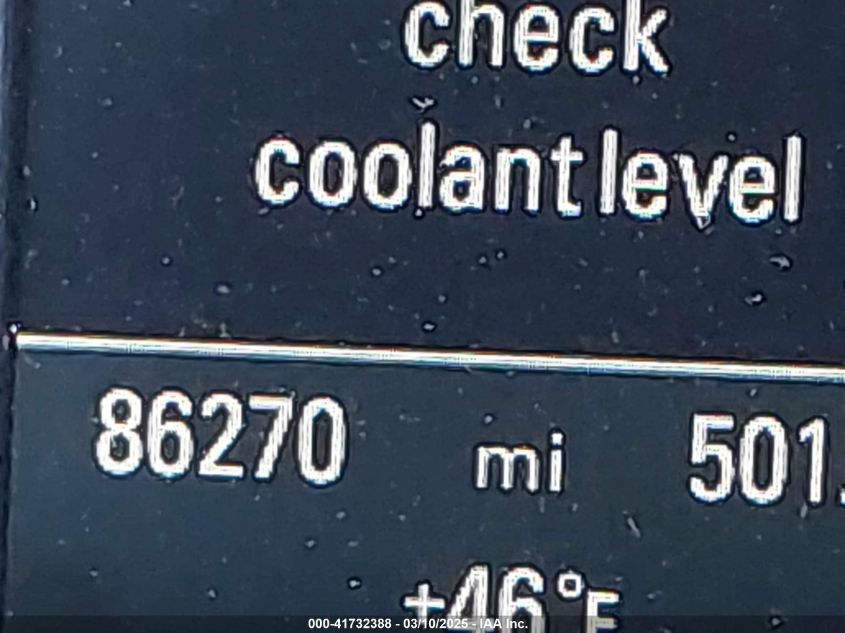 check
coolant level
86270 mi 501.
+46°F
000-41732388 - 03/10/2025 - IAA Inc.